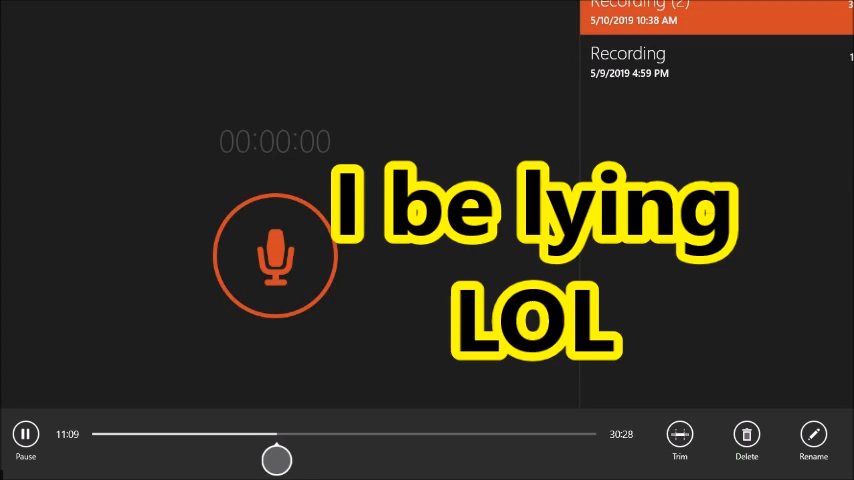 Recording (2)
5/10/2019 10:38 AM
Recording
5/9/2019 4:59 PM
00:00:00
I be lying
LOL
11:09
30:28
Pause
Trim
Delete
Rename